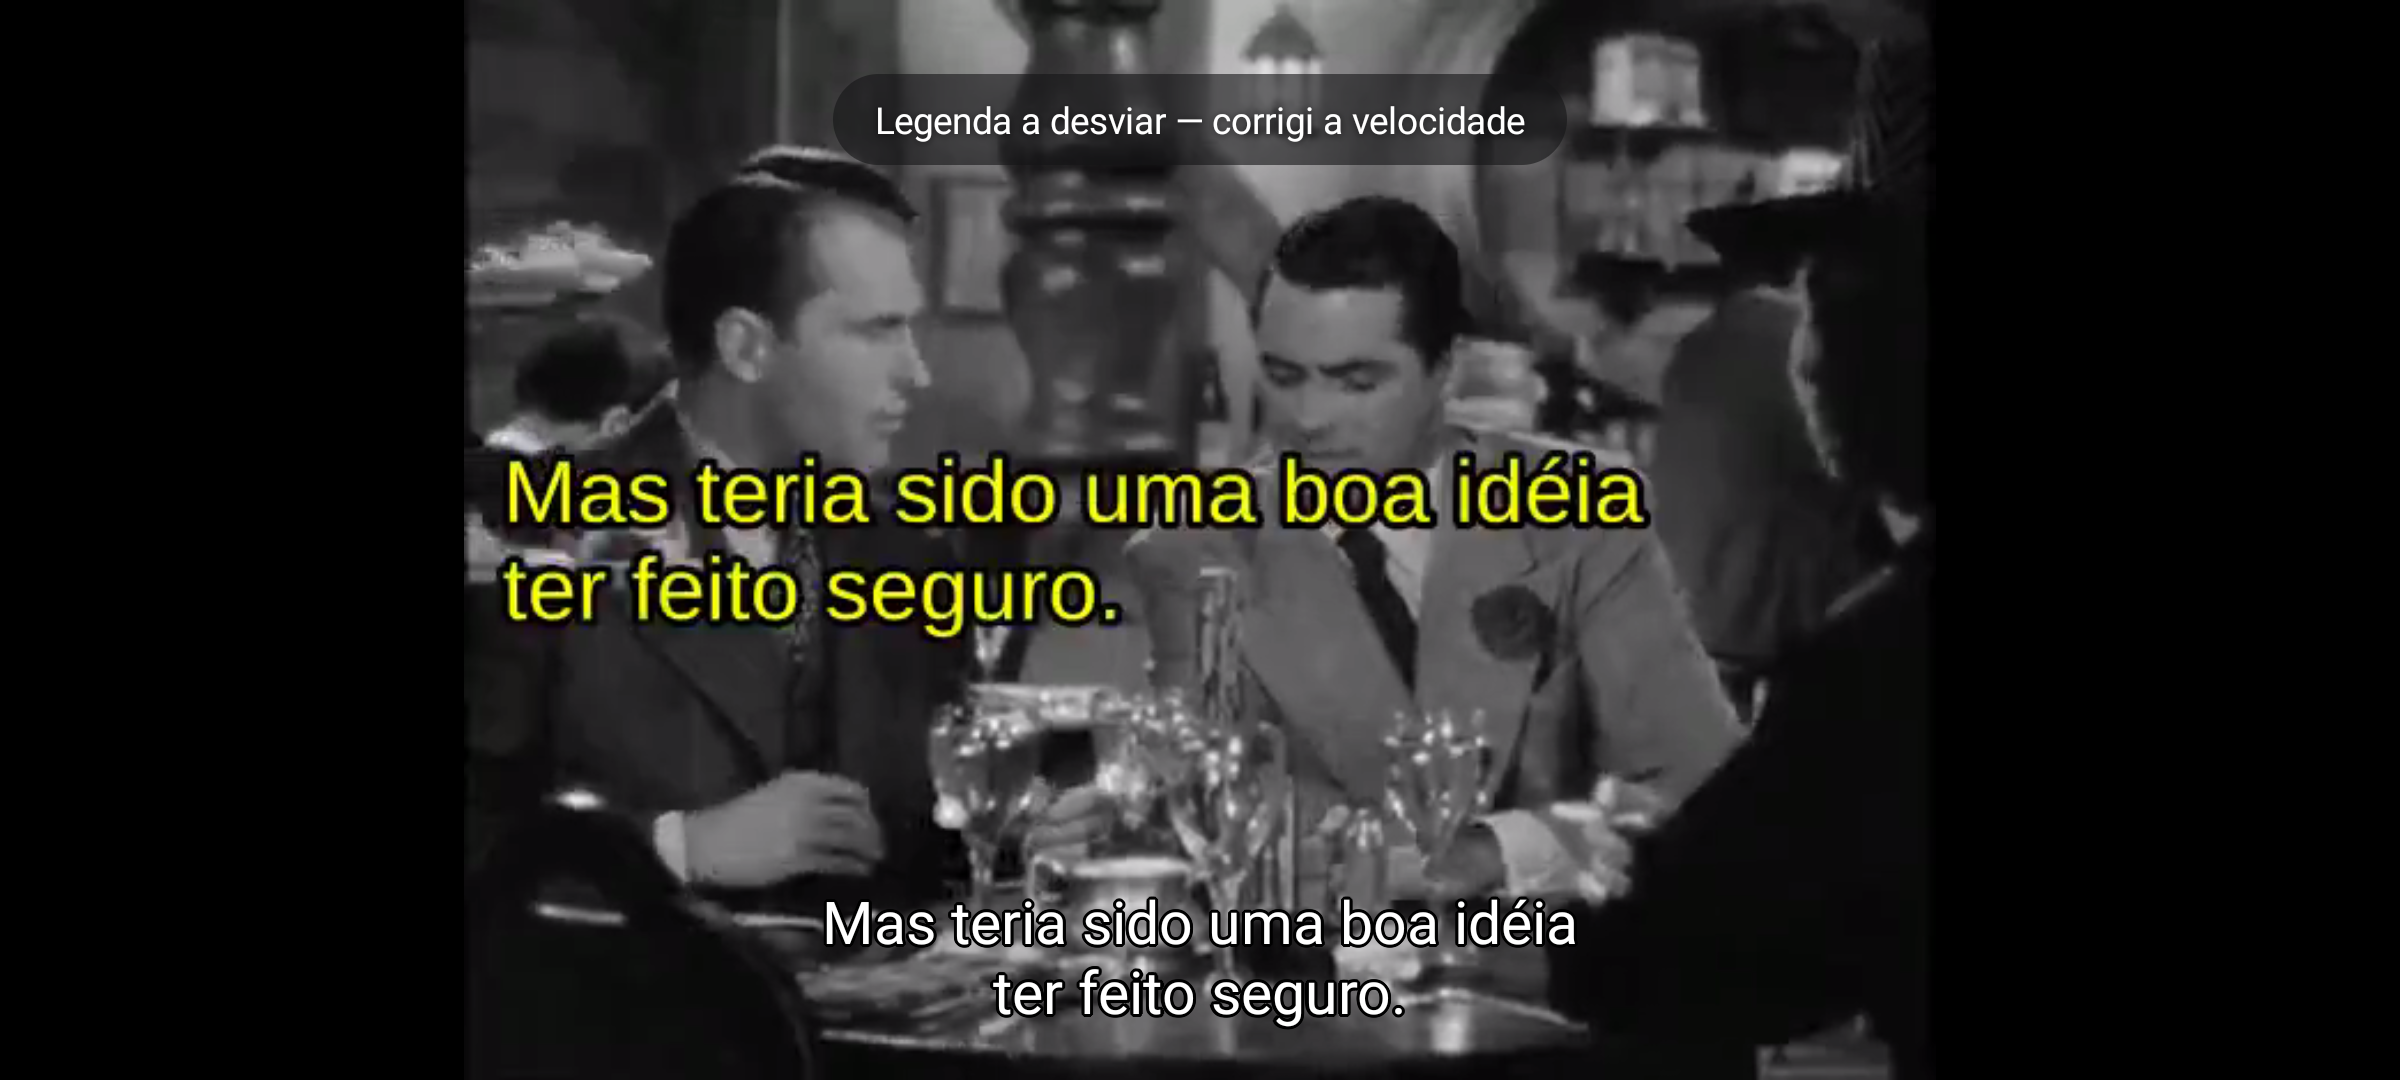 Legenda a desviar — corrigi a velocidade
Mas teria sido uma boa idéia
ter feito seguro.
Mas teria sido uma boa idéia
ter feito seguro.